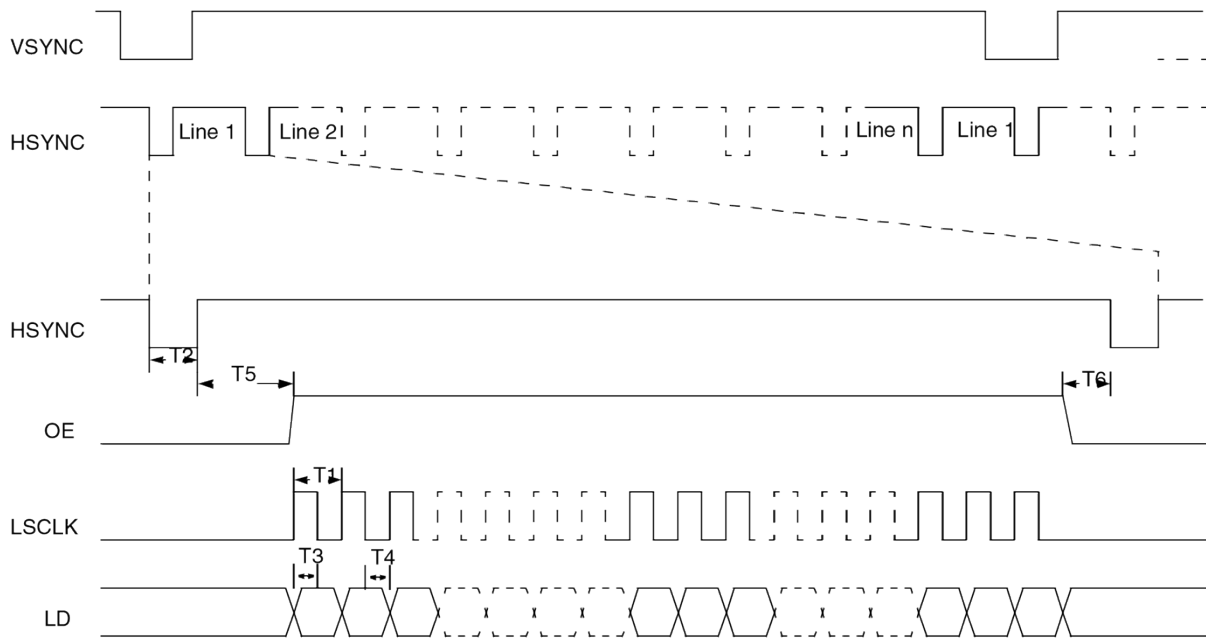 VSYNC
HSYNC
Line 1
Line 2
Line n
Line 1
HSYNC
T2
T5
T6
OE
T1
LSCLK
T3
T4
LD